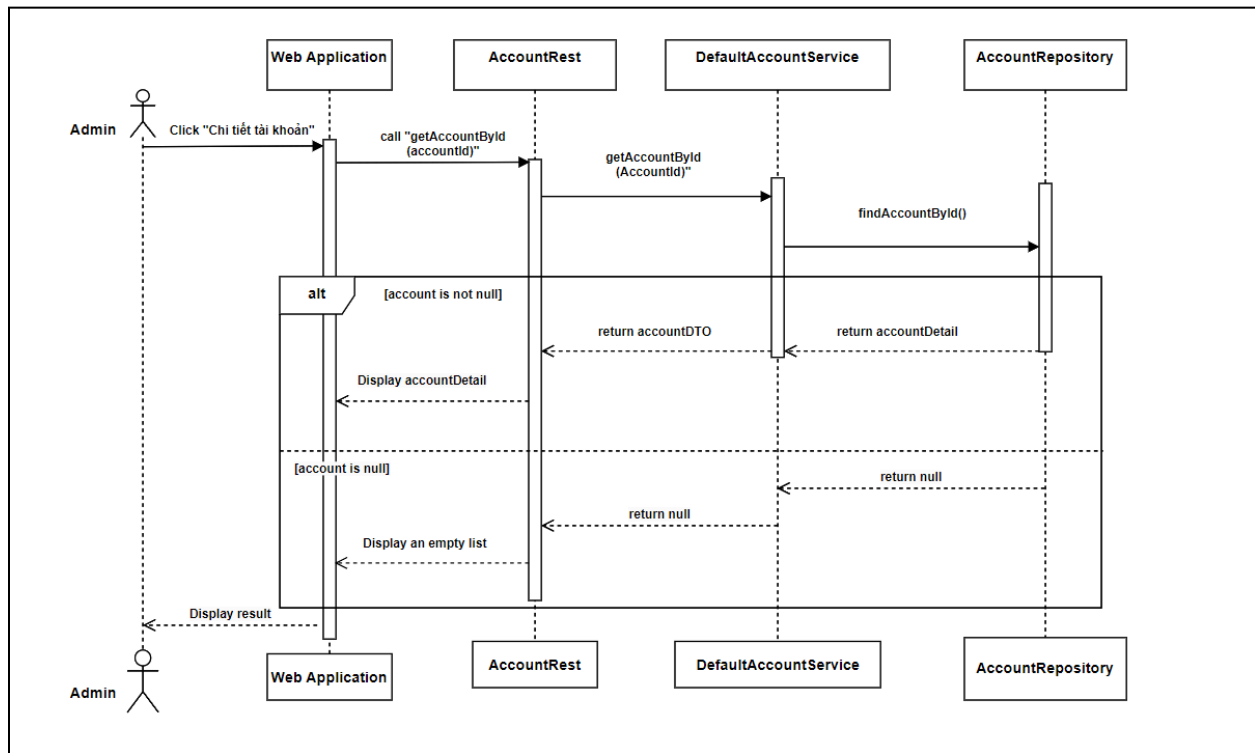 Web Application
AccountRest
DefaultAccountService
AccountRepository
Admin
Click "Chi tiết tài khoản"
call "getAccountById
(accountId)"
getAccountById
(AccountId)"
findAccountById()
alt
[account is not null]
return accountDTO
return accountDetail
Display accountDetail
[account is null]
return null
return null
Display an empty list
Display result
Admin
Web Application
AccountRest
DefaultAccountService
AccountRepository